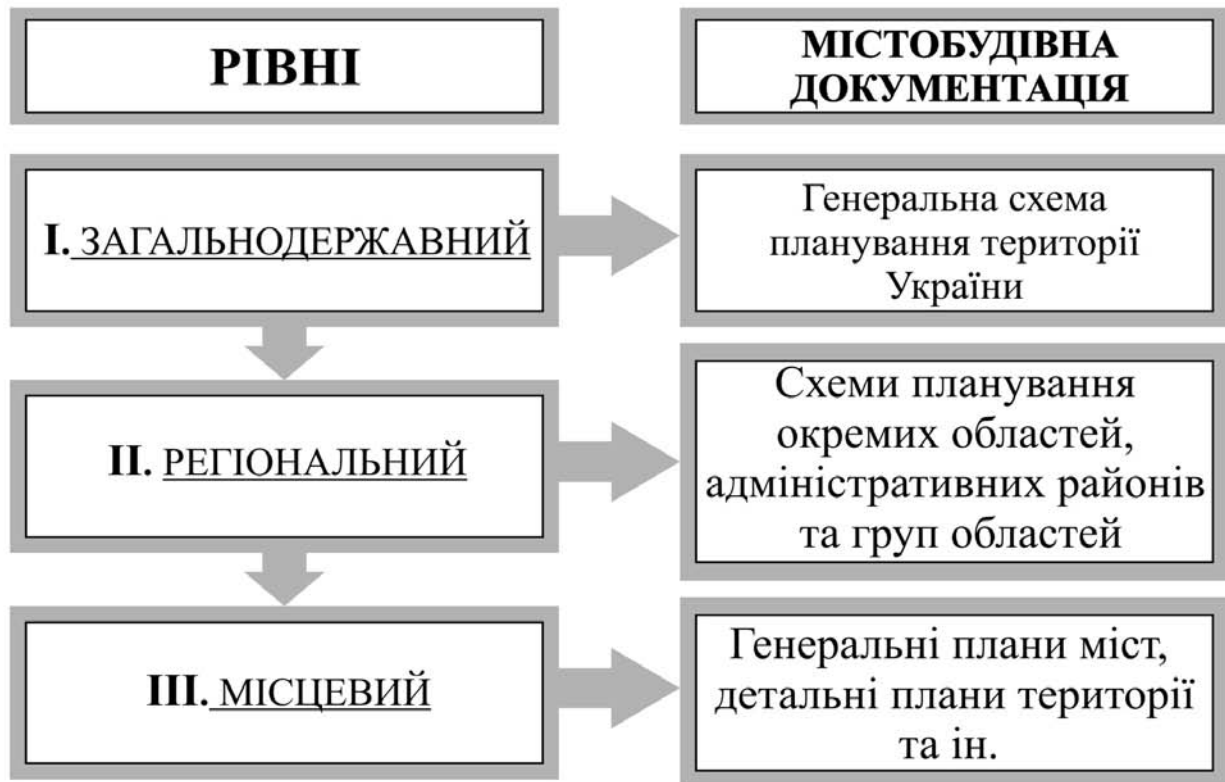 РІВНІ
МІСТОБУДІВНА
ДОКУМЕНТАЦІЯ
I. ЗАГАЛЬНОДЕРЖАВНИЙ
Генеральна схема
планування території
України
II. РЕГІОНАЛЬНИЙ
Схеми планування
окремих областей,
адміністративних районів
та груп областей
III. МІСЦЕВИЙ
Генеральні плани міст,
детальні плани території
та ін.